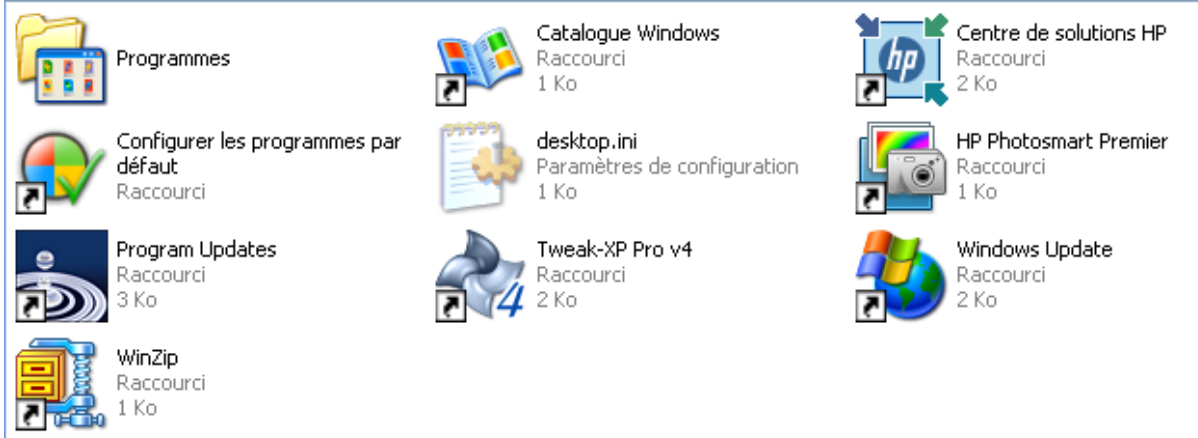 Programmes
Catalogue Windows
Raccourci
1 Ko
Centre de solutions HP
Raccourci
2 Ko
Configurer les programmes par
défaut
Raccourci
desktop.ini
Paramètres de configuration
1 Ko
HP Photosmart Premier
Raccourci
1 Ko
Program Updates
Raccourci
3 Ko
Tweak-XP Pro v4
Raccourci
2 Ko
Windows Update
Raccourci
2 Ko
WinZip
Raccourci
1 Ko
hp
4